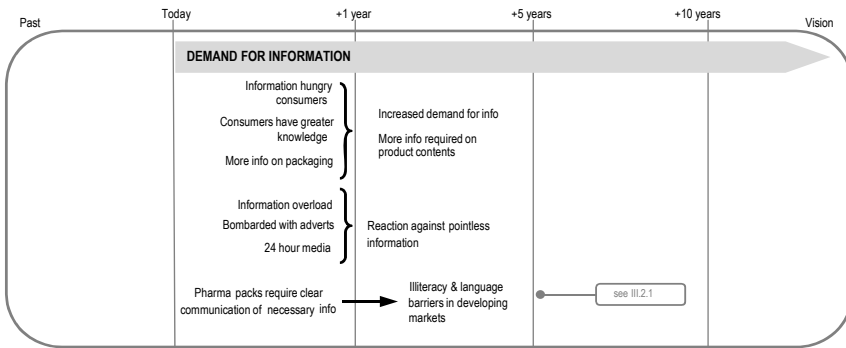 Past
Today
+1 year
+5 years
+10 years
Vision
DEMAND FOR INFORMATION
Information hungry
consumers
Consumers have greater
knowledge
More info on packaging
Increased demand for info
More info required on
product contents
Information overload
Bombarded with adverts
24 hour media
Reaction against pointless
information
Pharma packs require clear
communication of necessary info
Illiteracy & language
barriers in developing
markets
see III.2.1